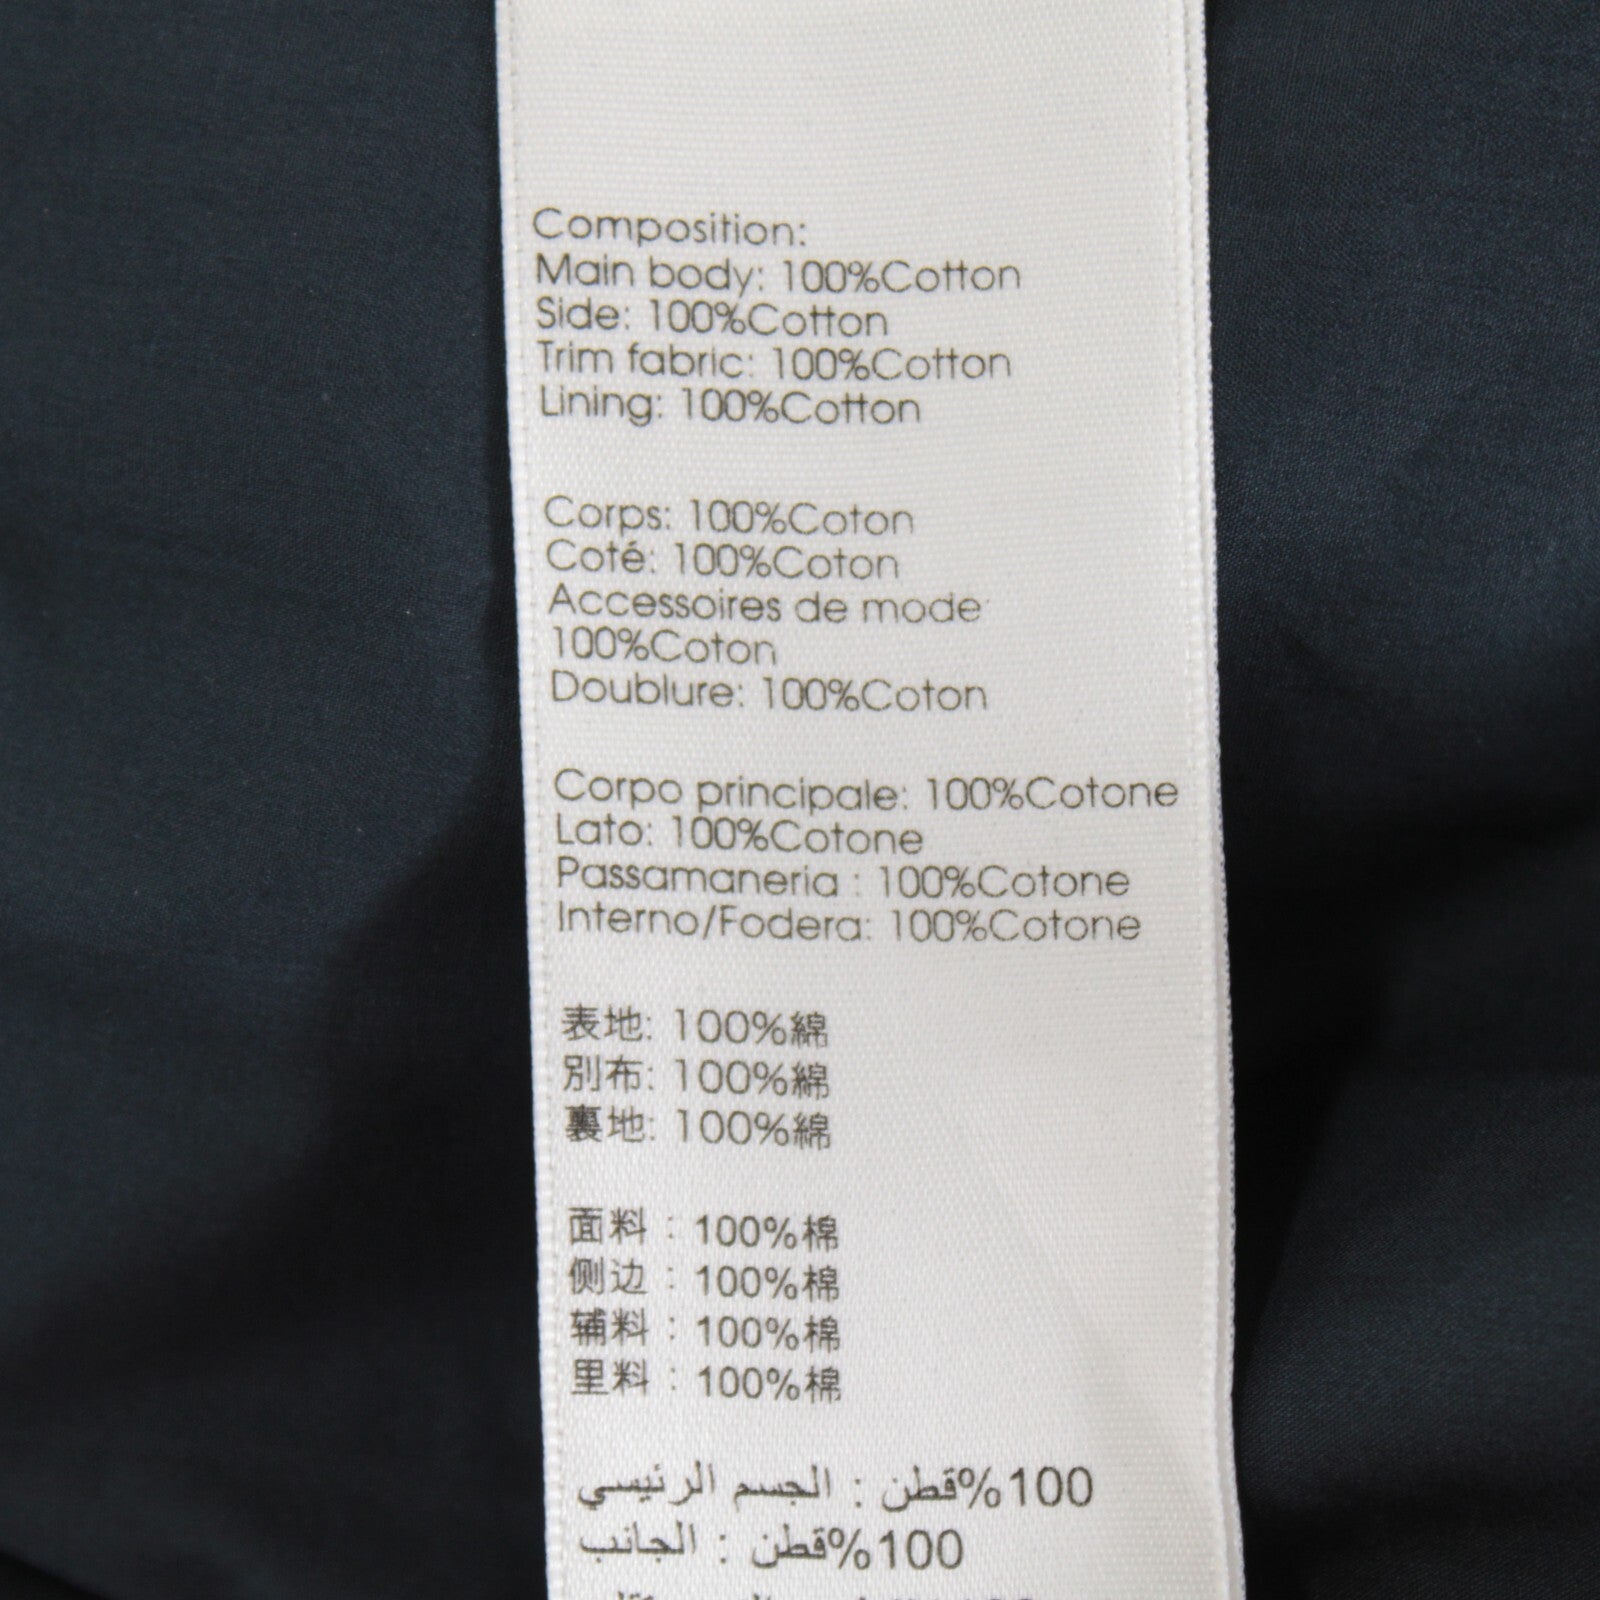 Composition:
Main body: 100%Cotton
Side: 100%Cotton
Trim fabric: 100%Cotton
Lining: 100%Cotton
Corps: 100%Coton
Coté: 100%Coton
Accessoires de mode
100%Coton
Doublure: 100%Coton
Corpo principale: 100%Cotone
Lato: 100%Cotone
Passamaneria : 100%Cotone
Interno/Fodera: 100%Cotone
表地: 100%綿
別布: 100%綿
裏地: 100%綿
面料 : 100%棉
侧边 : 100%棉
辅料 : 100%棉
里料 : 100%棉
100%قطن : الجسم الرئيسي
100%قطن : الجانب